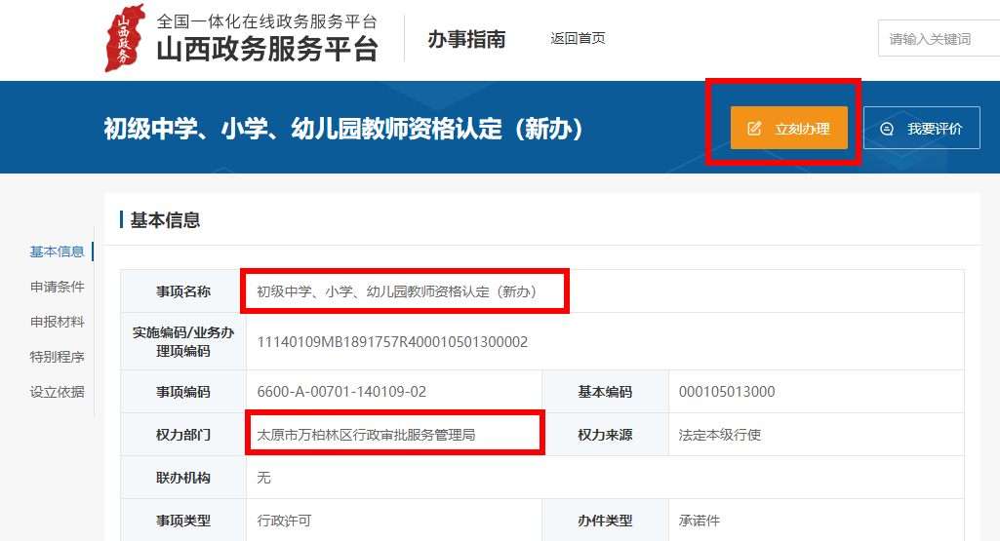 山西政务
全国一体化在线政务服务平台
山西政务服务平台
办事指南
返回首页
请输入关键词
初级中学、小学、幼儿园教师资格认定（新办）
立刻办理
我要评价
基本信息
申请条件
申报材料
特别程序
设立依据
基本信息
事项名称 初级中学、小学、幼儿园教师资格认定（新办）
实施编码/业务办
理项编码
11140109MB1891757R400010501300002
事项编码 6600-A-00701-140109-02 基本编码 000105013000
权力部门 太原市万柏林区行政审批服务管理局 权力来源 法定本级行使
联办机构 无
事项类型 行政许可 办件类型 承诺件